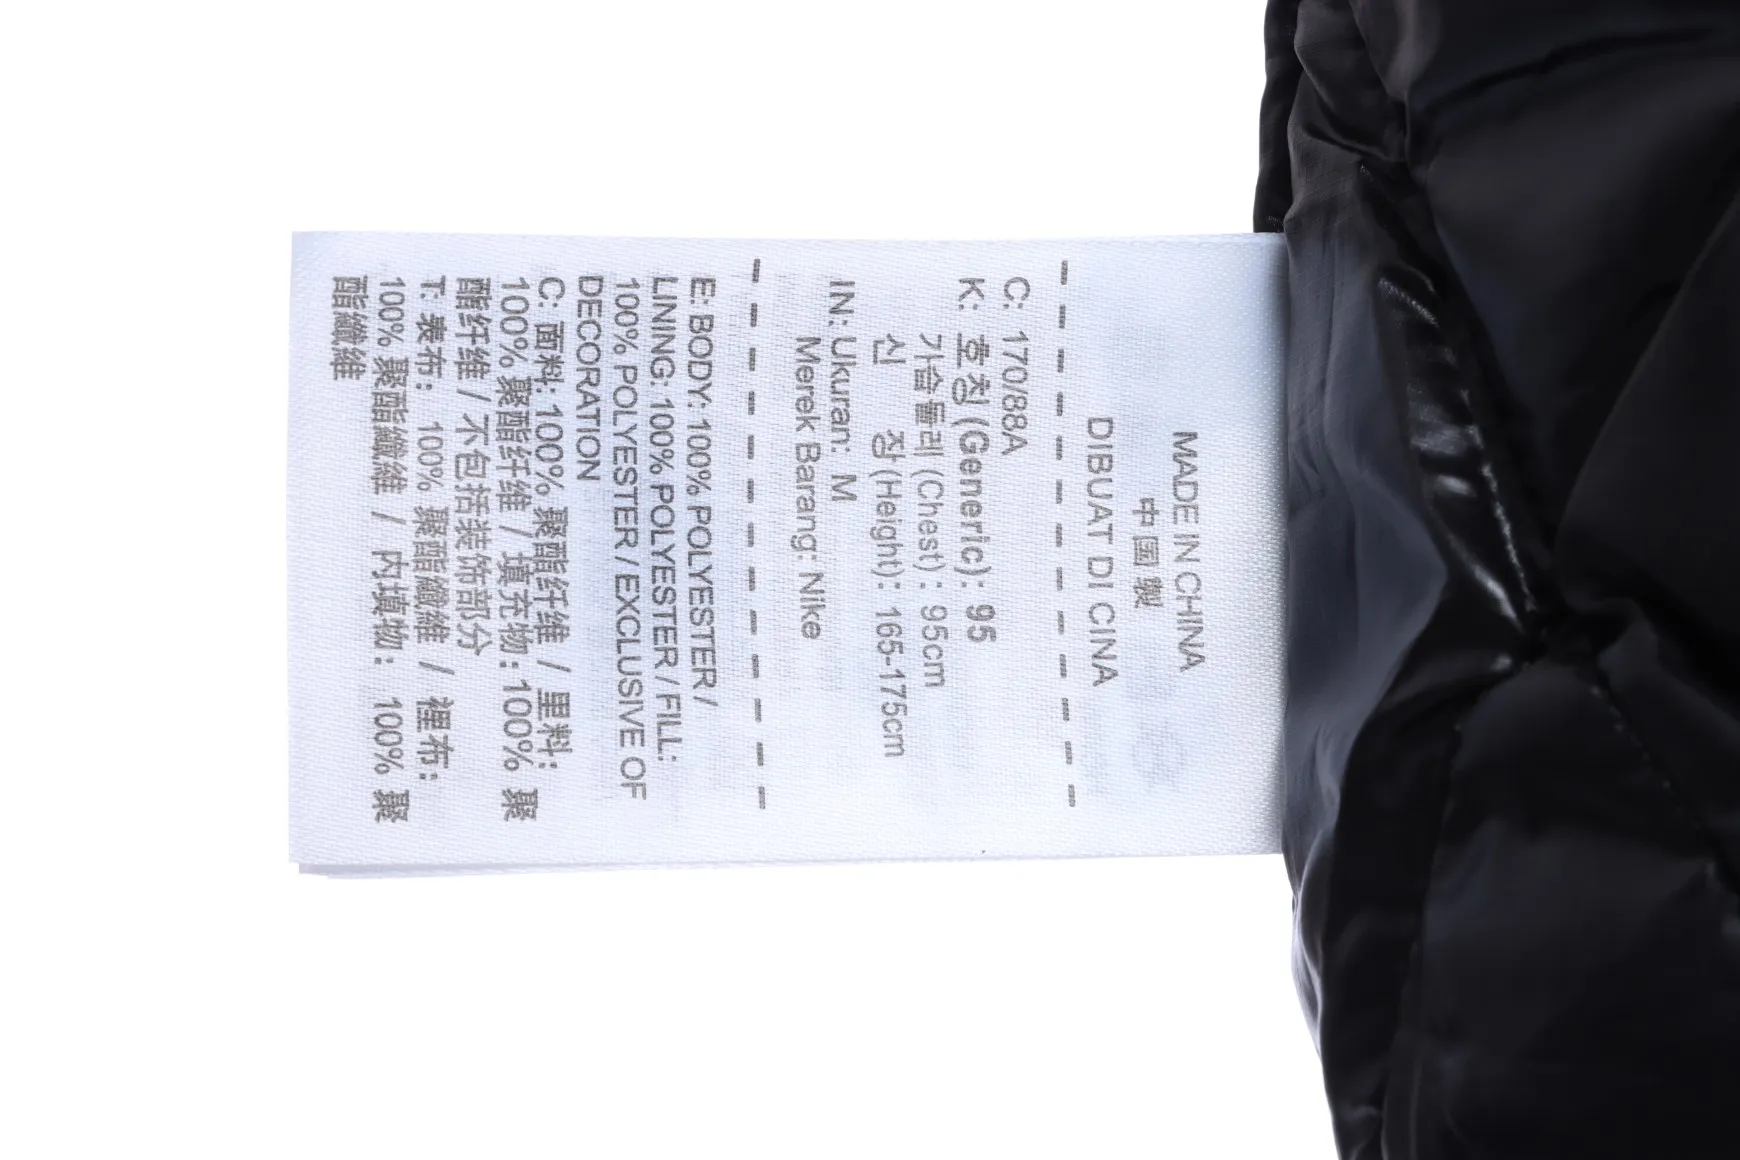 MADE IN CHINA
中国製
DIBUAT DI CINA
C: 170/88A
K: 호칭(Generic): 95
가슴둘레(Chest): 95cm
신 장(Height): 165-175cm
IN: Ukuran: M
Merek Barang: Nike
E: BODY: 100% POLYESTER /
LINING: 100% POLYESTER / FILL:
100% POLYESTER / EXCLUSIVE OF
DECORATION
C: 面料: 100% 聚酯纤维 / 里料:
100% 聚酯纤维 / 填充物: 100% 聚
酯纤维 / 不包括装饰部分
T: 表布: 100% 聚酯纖維 / 裡布:
100% 聚酯纖維 / 內填物: 100% 聚
酯纖維